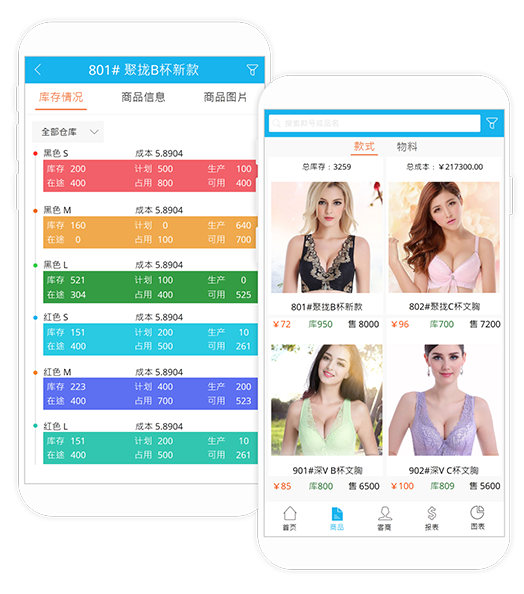 801# 聚拢B杯新款
库存情况 商品信息 商品图片
全部仓库
黑色 S 成本 5.8904
库存 200 计划 500 生产 100
在途 400 占用 800 可用 400
黑色 M 成本 5.8904
库存 160 计划 0 生产 640
在途 0 占用 100 可用 700
黑色 L 成本 5.8904
库存 521 计划 100 生产 0
在途 304 占用 400 可用 525
红色 S 成本 5.8904
库存 151 计划 200 生产 10
在途 400 占用 500 可用 261
红色 M 成本 5.8904
库存 223 计划 400 生产 200
在途 400 占用 700 可用 523
红色 L 成本 5.8904
库存 151 计划 200 生产 10
在途 400 占用 500 可用 261
搜索款号或品名
款式 物料
总库存：3259 总成本：￥217300.00
801#聚拢B杯新款 802#聚拢C杯文胸
￥72 库950 售 8000 ￥96 库700 售 7200
901#深V B杯文胸 902#深V C杯文胸
￥85 库800 售 6500 ￥100 库809 售 5600
首页 商品 客商 报表 图表